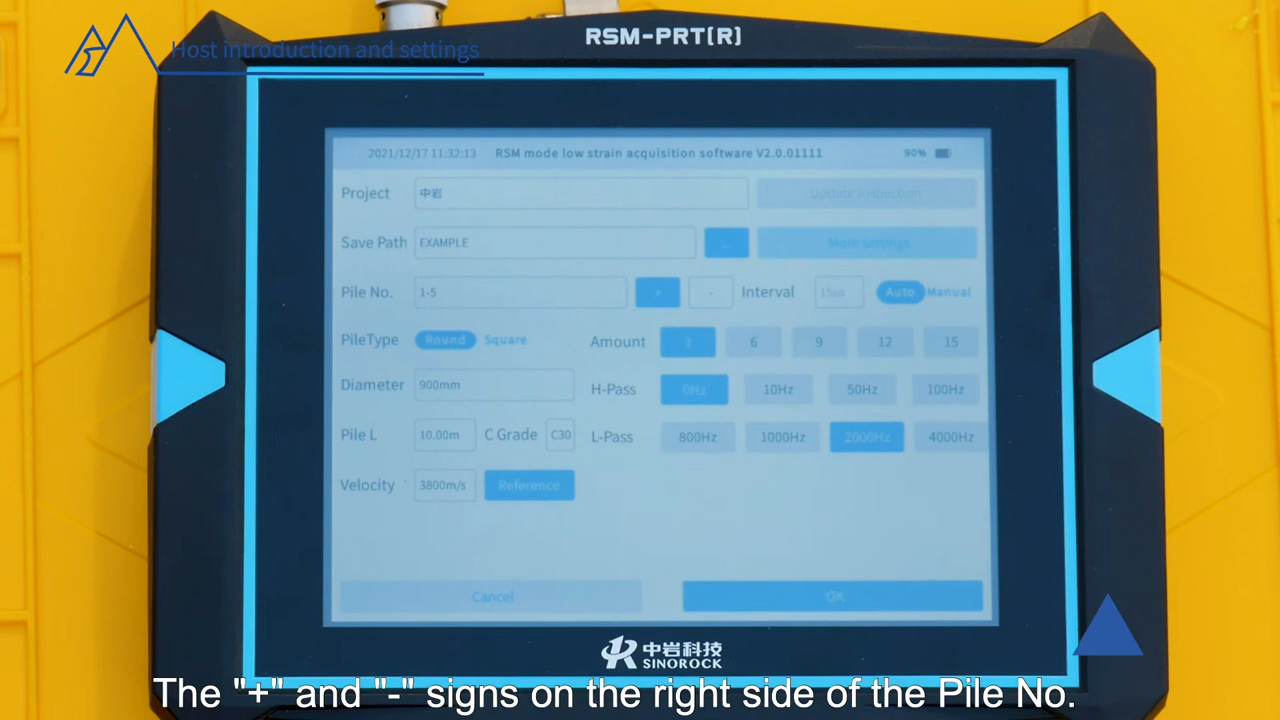 RSM-PRT(R)
Host introduction and settings
2021/12/17 11:32:13 RSM mode low strain acquisition software V2.0.01111 90%
Project 中岩 Update Inspection
Save Path EXAMPLE ... More settings
Pile No. 1-5 + - Interval 15us Auto Manual
PileType Round Square Amount 3 6 9 12 15
Diameter 900mm H-Pass 0Hz 10Hz 50Hz 100Hz
Pile L 10.00m C Grade C30 L-Pass 800Hz 1000Hz 2000Hz 4000Hz
Velocity 3800m/s Reference
Cancel OK
中岩科技
SINOROCK
The "+" and "-" signs on the right side of the Pile No.